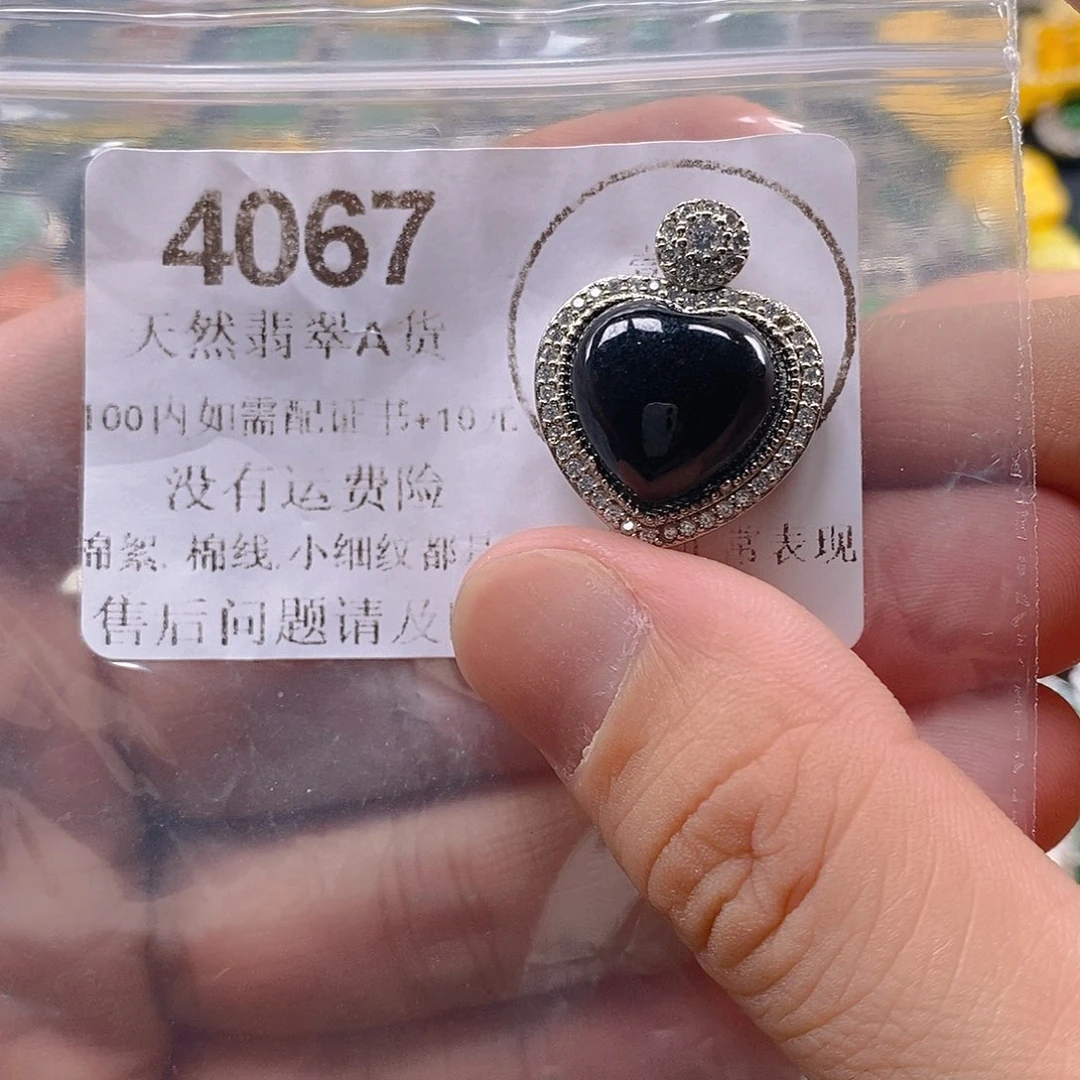 4067
天然翡翠A货
100内如需配证书+10元
没有运费险
棉絮. 棉线.小细纹都 常表现
售后问题请及